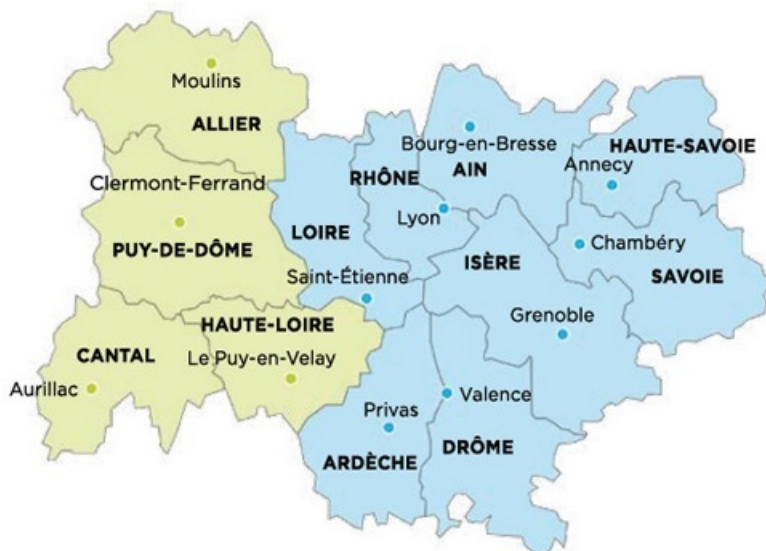 Moulins
ALLIER
Bourg-en-Bresse
AIN
HAUTE-SAVOIE
Annecy
RHÔNE
Clermont-Ferrand
Lyon
LOIRE
PUY-DE-DÔME
Chambéry
ISÈRE
SAVOIE
Saint-Étienne
Grenoble
HAUTE-LOIRE
CANTAL
Le Puy-en-Velay
Aurillac
Valence
Privas
DRÔME
ARDÈCHE